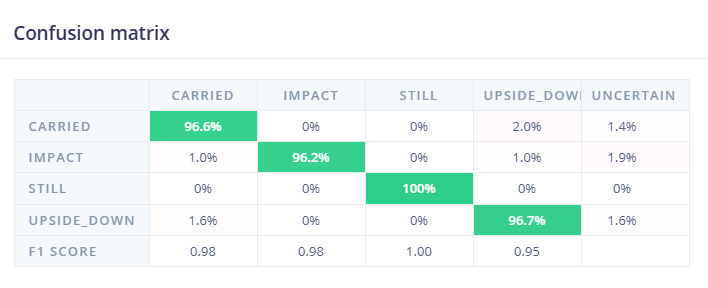 Confusion matrix
CARRIED IMPACT STILL UPSIDE_DOWN UNCERTAIN
CARRIED 96.6% 0% 0% 2.0% 1.4%
IMPACT 1.0% 96.2% 0% 1.0% 1.9%
STILL 0% 0% 100% 0% 0%
UPSIDE_DOWN 1.6% 0% 0% 96.7% 1.6%
F1 SCORE 0.98 0.98 1.00 0.95